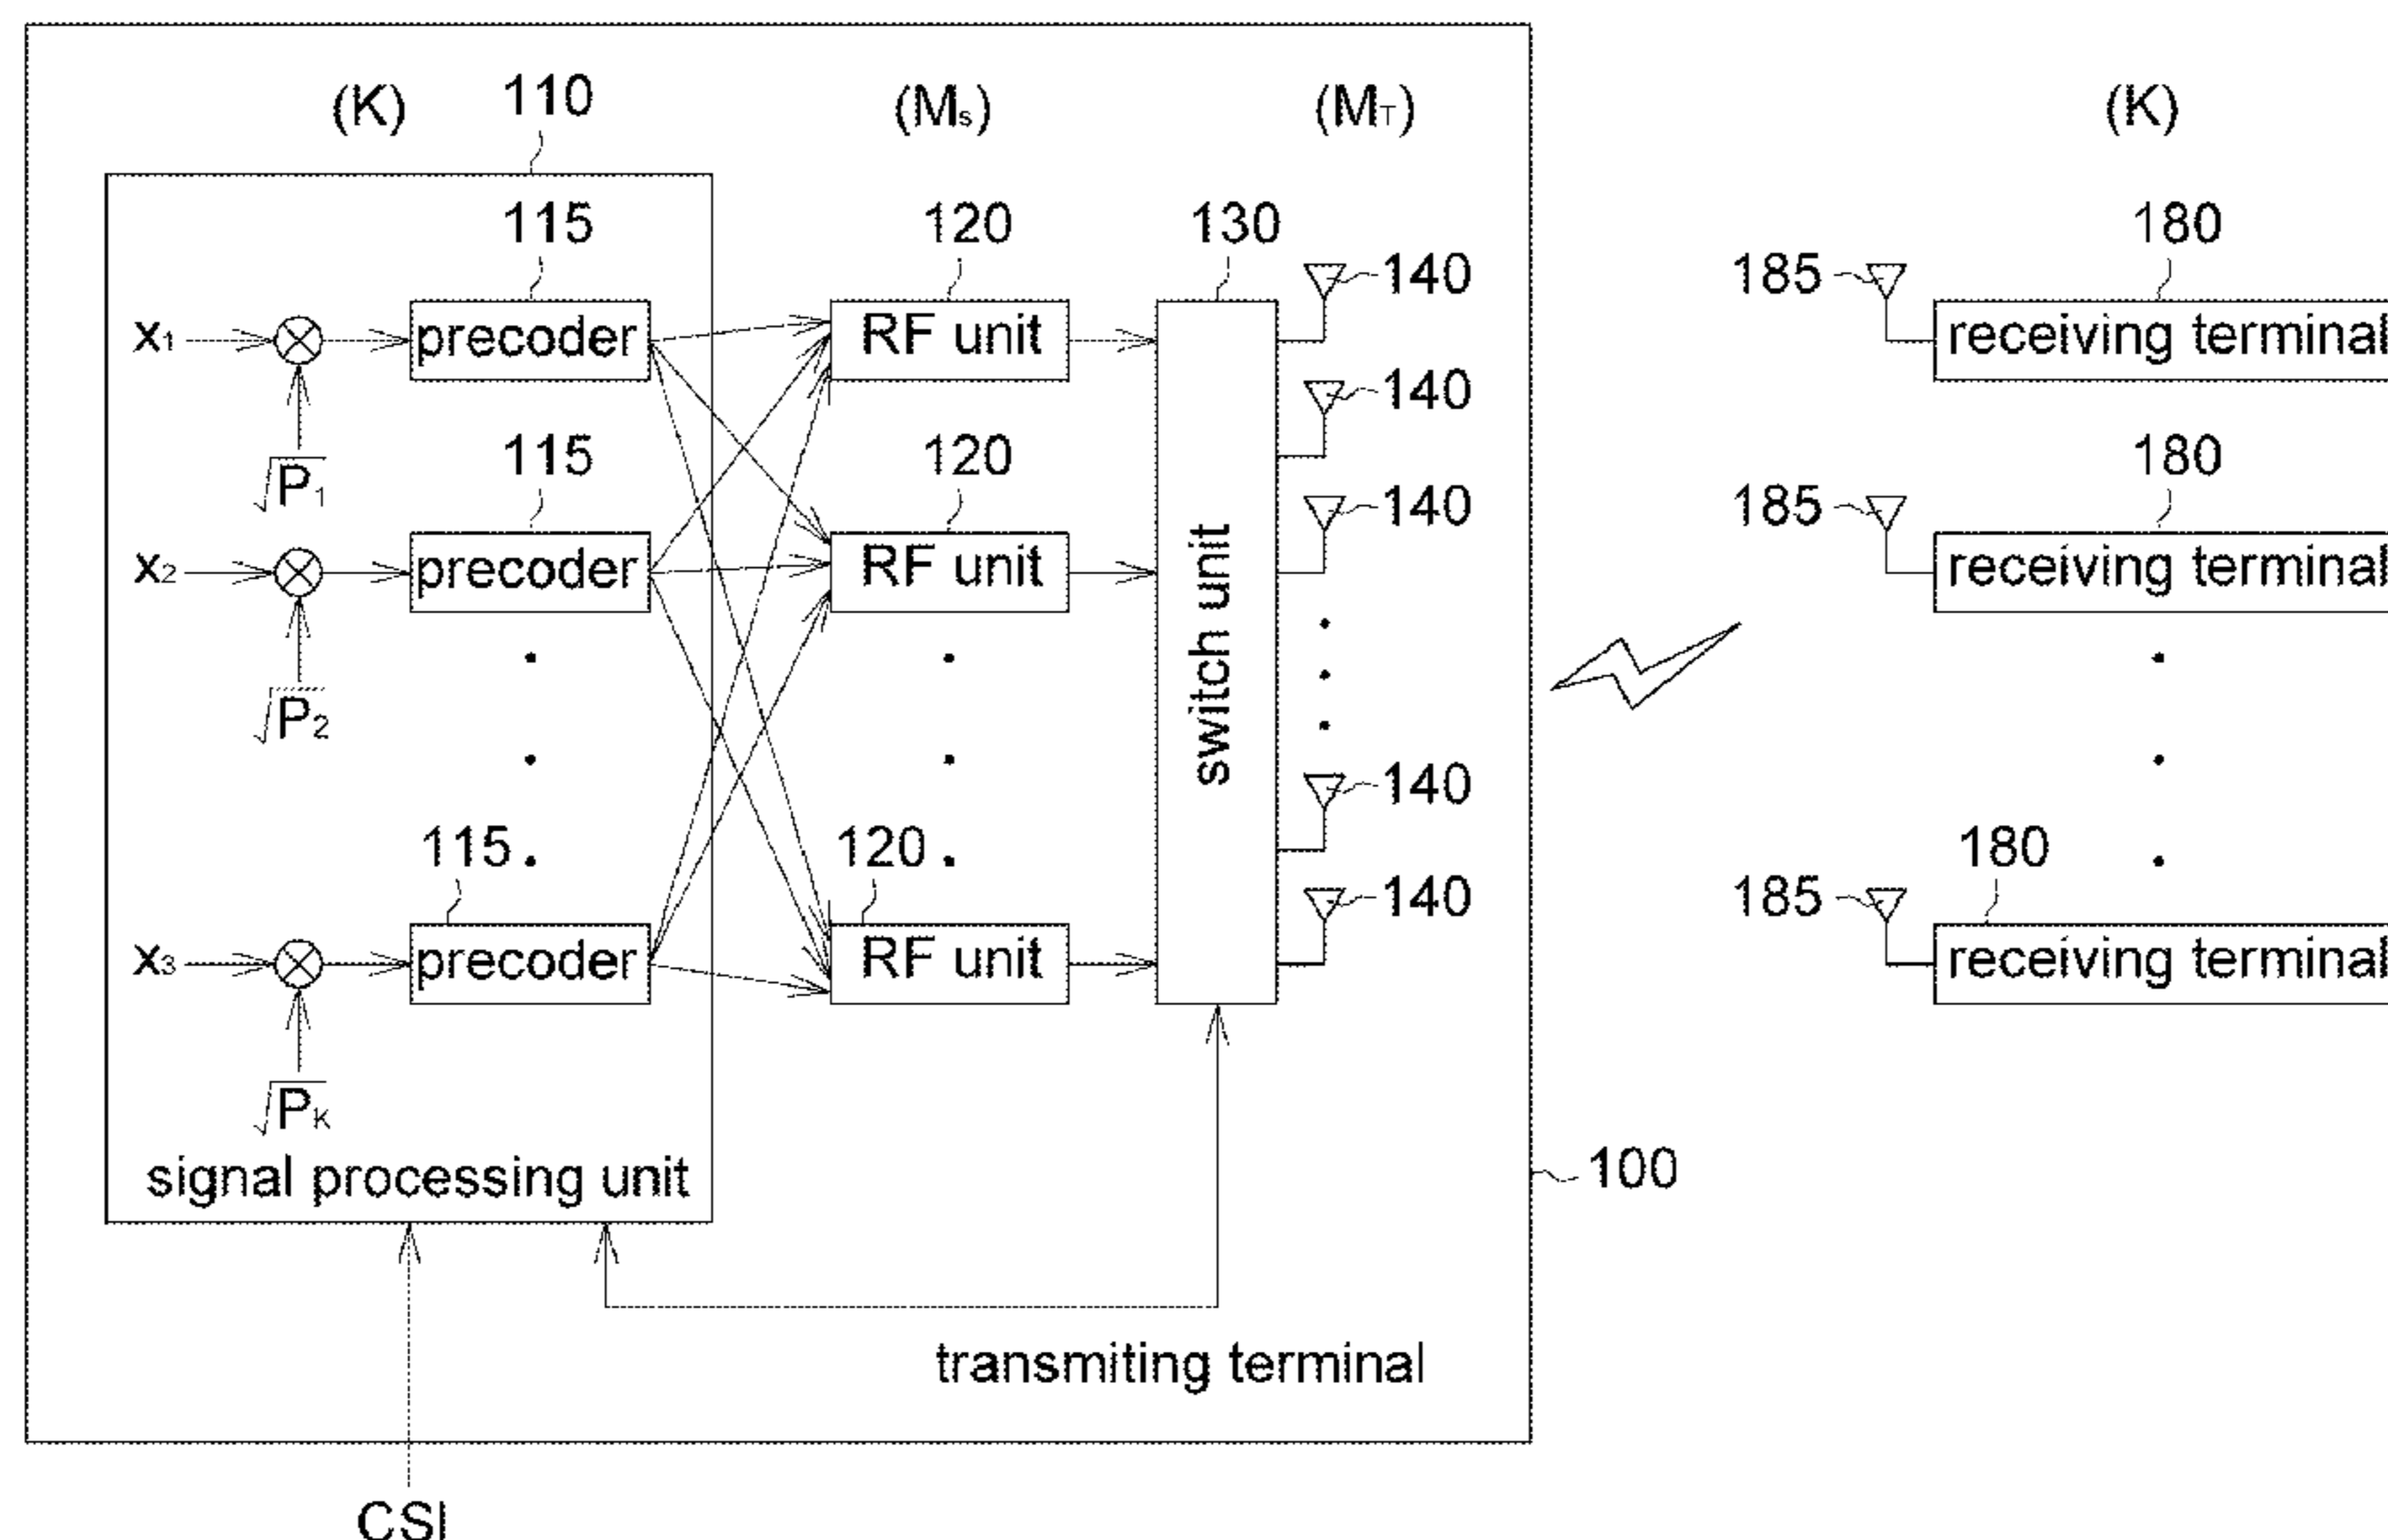 (K) 110 (Ms) (MT) (K)
115 120 130 180
140 185
x1 precoder RF unit receiving terminal
140
√P1 115 120 140 185 180
x2 precoder RF unit switch unit receiving terminal
√P2
140
115 120 140 185 180
x3 precoder RF unit receiving terminal
√PK
signal processing unit 100
transmiting terminal
CSI